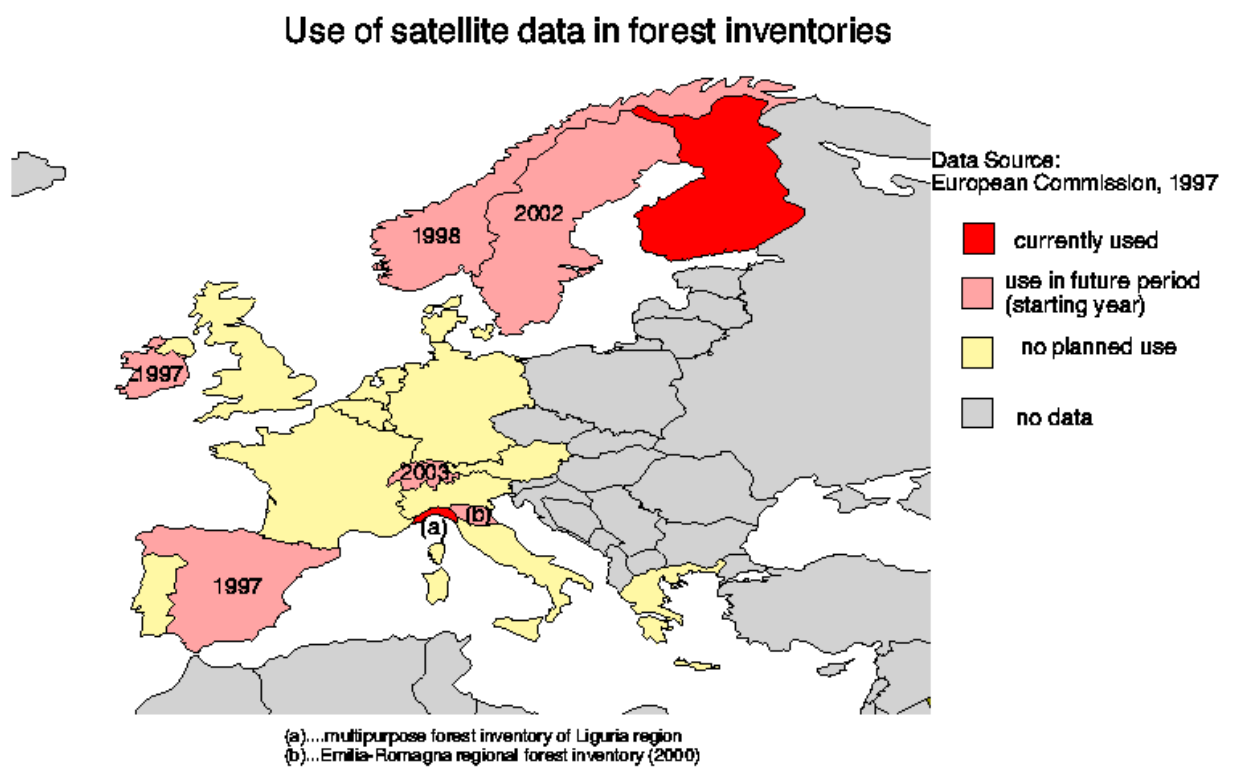 Use of satellite data in forest inventories
Data Source:
European Commission, 1997
2002
1998
currently used
use in future period
(starting year)
no planned use
1997
no data
2003
(b)
(a)
1997
(a)....multipurpose forest inventory of Liguria region
(b)...Emilia-Romagna regional forest inventory (2000)